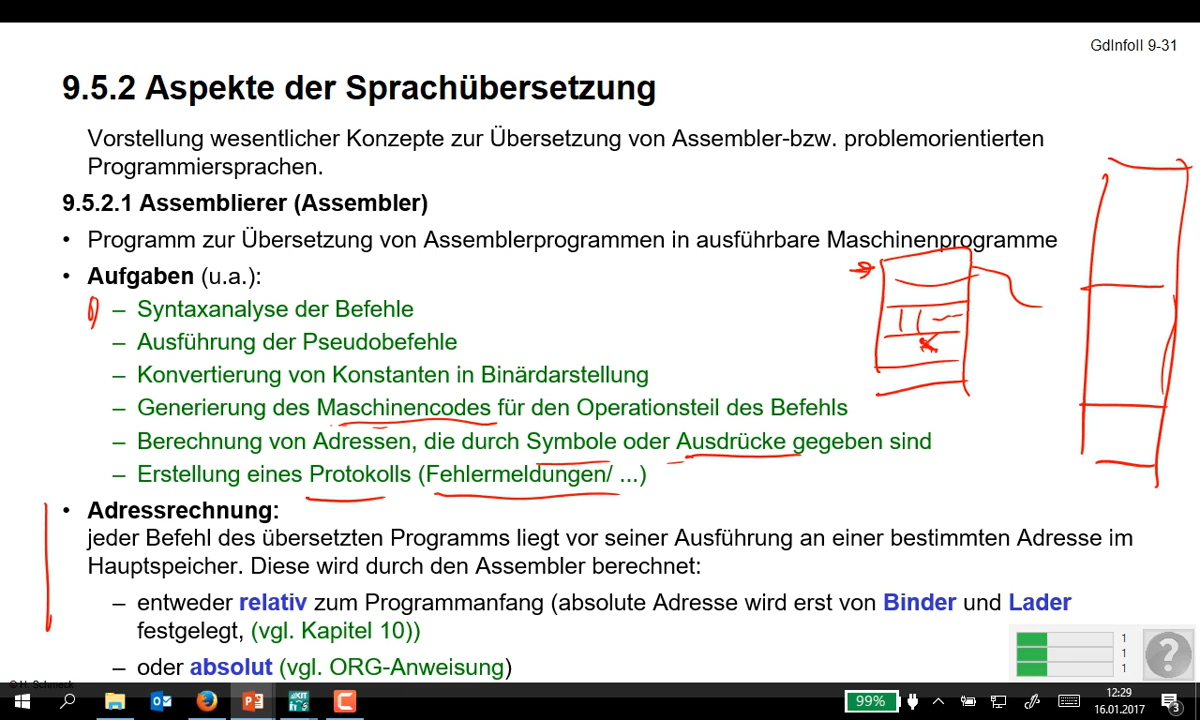 GdInfoII 9-31
9.5.2 Aspekte der Sprachübersetzung
Vorstellung wesentlicher Konzepte zur Übersetzung von Assembler-bzw. problemorientierten
Programmiersprachen.
9.5.2.1 Assemblierer (Assembler)
• Programm zur Übersetzung von Assemblerprogrammen in ausführbare Maschinenprogramme
• Aufgaben (u.a.):
– Syntaxanalyse der Befehle
– Ausführung der Pseudobefehle
– Konvertierung von Konstanten in Binärdarstellung
– Generierung des Maschinencodes für den Operationsteil des Befehls
– Berechnung von Adressen, die durch Symbole oder Ausdrücke gegeben sind
– Erstellung eines Protokolls (Fehlermeldungen/ ...)
• Adressrechnung:
jeder Befehl des übersetzten Programms liegt vor seiner Ausführung an einer bestimmten Adresse im
Hauptspeicher. Diese wird durch den Assembler berechnet:
– entweder relativ zum Programmanfang (absolute Adresse wird erst von Binder und Lader
festgelegt, (vgl. Kapitel 10))
– oder absolut (vgl. ORG-Anweisung)
1
1
1
?
© H. Schmeck
99%
12:29
16.01.2017
3